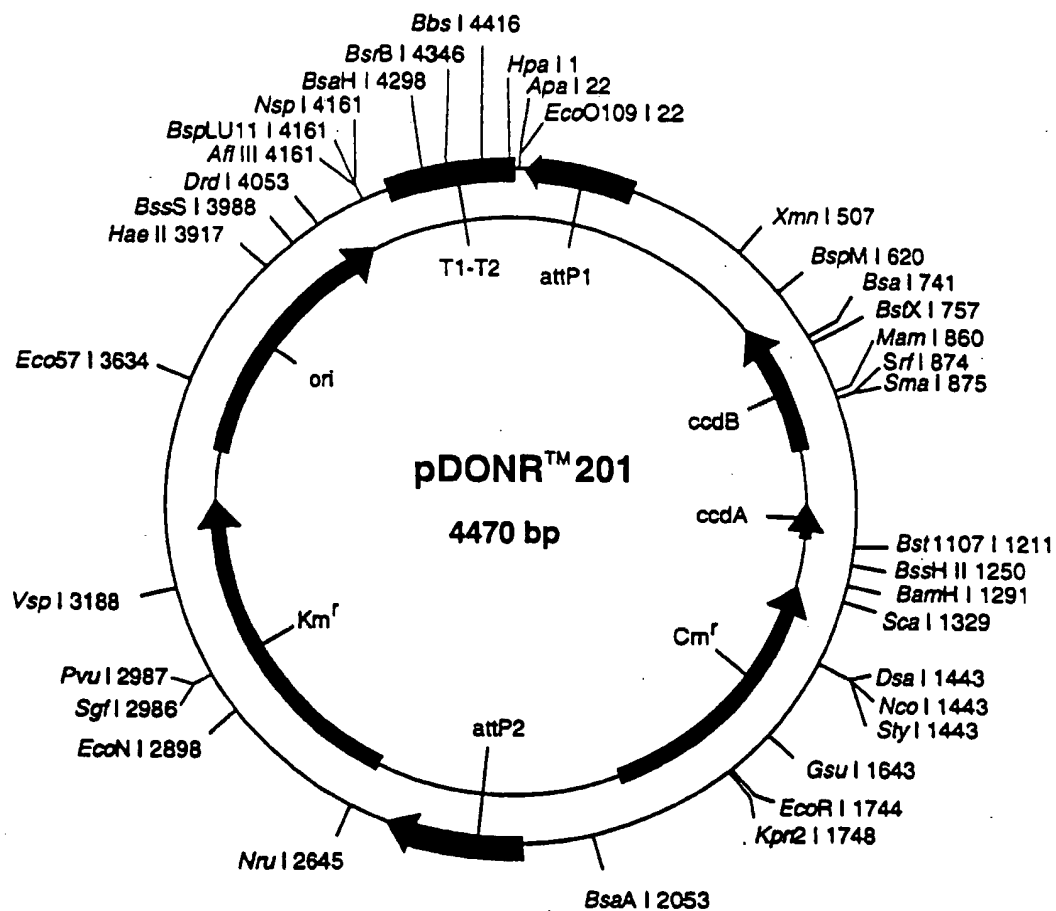 Bbs I 4416
BsrB I 4346
BsaH I 4298
Nsp I 4161
BspLU11 I 4161
Afl III 4161
Drd I 4053
BssS I 3988
Hae II 3917
Hpa I 1
Apa I 22
EcoO109 I 22
Xmn I 507
BspM I 620
Bsa I 741
BstX I 757
Mam I 860
Srf I 874
Sma I 875
T1-T2
attP1
Eco57 I 3634
ori
ccdB
pDONR™ 201
4470 bp
ccdA
Bst1107 I 1211
BssH II 1250
BamH I 1291
Sca I 1329
Vsp I 3188
Kmr
Cmr
Pvu I 2987
Sgf I 2986
EcoN I 2898
Dsa I 1443
Nco I 1443
Sty I 1443
attP2
Gsu I 1643
EcoR I 1744
Kpn2 I 1748
Nru I 2645
BsaA I 2053